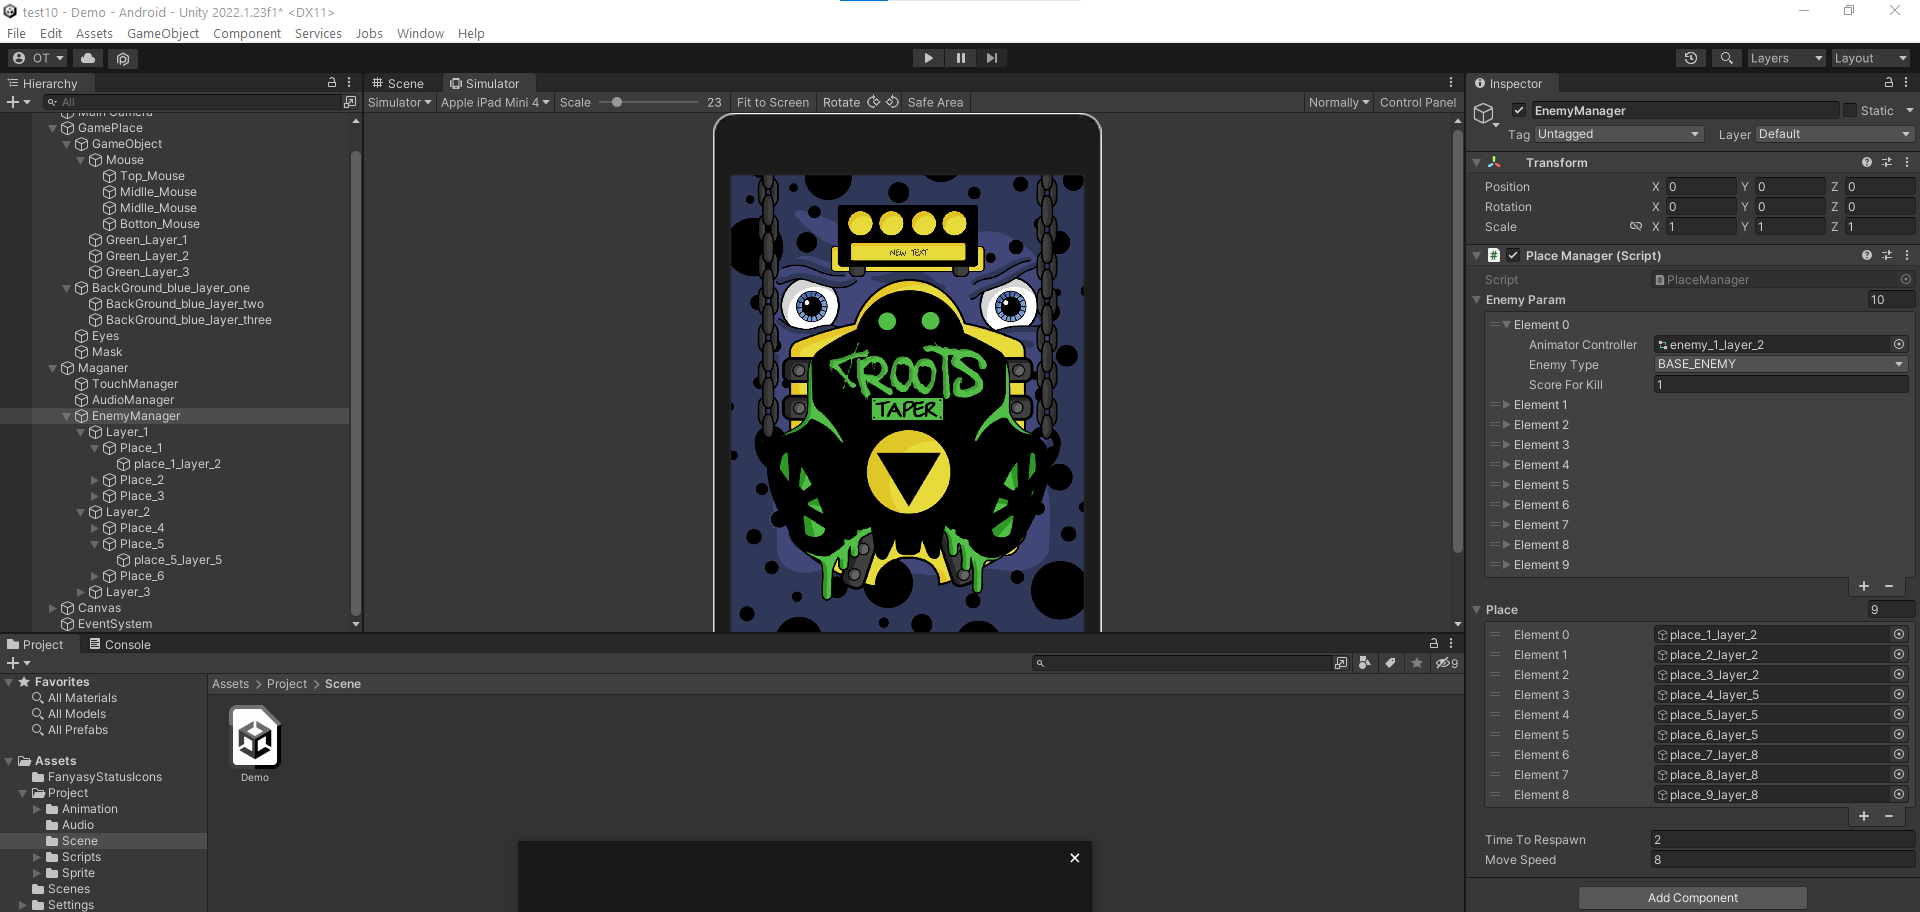 test10 - Demo - Android - Unity 2022.1.23f1* <DX11>
File Edit Assets GameObject Component Services Jobs Window Help
OT
Layers
Layout
Hierarchy
All
Main Camera
GamePlace
GameObject
Mouse
Top_Mouse
Midlle_Mouse
Midlle_Mouse
Botton_Mouse
Green_Layer_1
Green_Layer_2
Green_Layer_3
BackGround_blue_layer_one
BackGround_blue_layer_two
BackGround_blue_layer_three
Eyes
Mask
Maganer
TouchManager
AudioManager
EnemyManager
Layer_1
Place_1
place_1_layer_2
Place_2
Place_3
Layer_2
Place_4
Place_5
place_5_layer_5
Place_6
Layer_3
Canvas
EventSystem
Scene
Simulator
Simulator Apple iPad Mini 4 Scale 23 Fit to Screen Rotate Safe Area Normally Control Panel
NEW TEXT
ROOTS
TAPER
Inspector
EnemyManager Static
Tag Untagged Layer Default
Transform
Position X 0 Y 0 Z 0
Rotation X 0 Y 0 Z 0
Scale X 1 Y 1 Z 1
# Place Manager (Script)
Script PlaceManager
Enemy Param 10
Element 0
Animator Controller enemy_1_layer_2
Enemy Type BASE_ENEMY
Score For Kill 1
Element 1
Element 2
Element 3
Element 4
Element 5
Element 6
Element 7
Element 8
Element 9
+ −
Place 9
Element 0 place_1_layer_2
Element 1 place_2_layer_2
Element 2 place_3_layer_2
Element 3 place_4_layer_5
Element 4 place_5_layer_5
Element 5 place_6_layer_5
Element 6 place_7_layer_8
Element 7 place_8_layer_8
Element 8 place_9_layer_8
+ −
Time To Respawn 2
Move Speed 8
Add Component
Project
Console
9
Favorites
All Materials
All Models
All Prefabs
Assets
FanyasyStatusIcons
Project
Animation
Audio
Scene
Scripts
Sprite
Scenes
Settings
Assets > Project > Scene
Demo